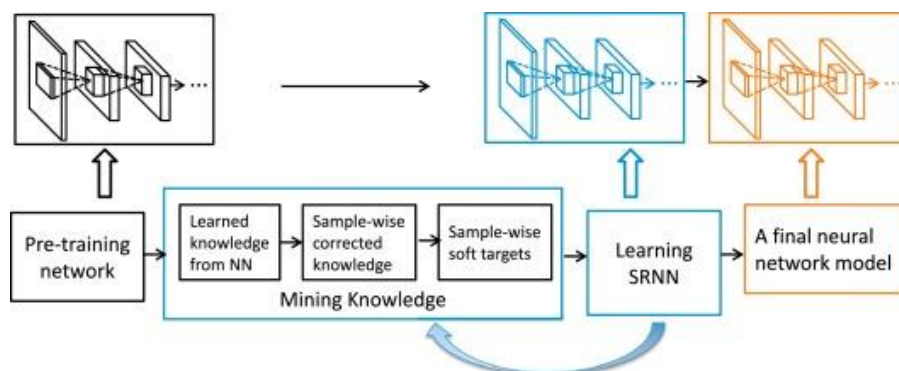 ...
...
...
Pre-training
network
Learned
knowledge
from NN
Sample-wise
corrected
knowledge
Sample-wise
soft targets
Mining Knowledge
Learning
SRNN
A final neural
network model